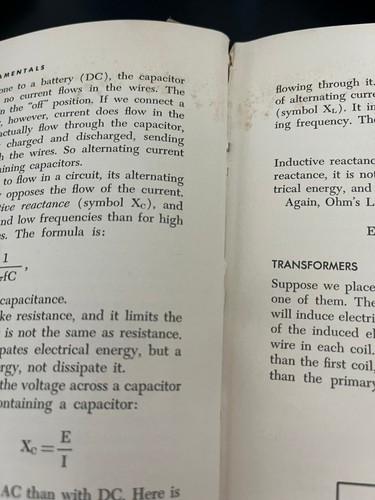 AMENTALS
one to a battery (DC), the capacitor
no current flows in the wires. The
n the "off" position. If we connect a
, however, current does flow in the
actually flow through the capacitor,
charged and discharged, sending
h the wires. So alternating current
aining capacitors.
to flow in a circuit, its alternating
opposes the flow of the current.
tive reactance (symbol XC), and
nd low frequencies than for high
s. The formula is:
1
fC ,
capacitance.
ke resistance, and it limits the
is not the same as resistance.
pates electrical energy, but a
rgy, not dissipate it.
the voltage across a capacitor
ontaining a capacitor:
XC = E
I
AC than with DC. Here is
flowing through it.
of alternating curre
(symbol XL). It in
ing frequency. The
Inductive reactanc
reactance, it is no
trical energy, and
Again, Ohm's L
E
TRANSFORMERS
Suppose we place
one of them. The
will induce electri
of the induced el
wire in each coil.
than the first coil,
than the primary